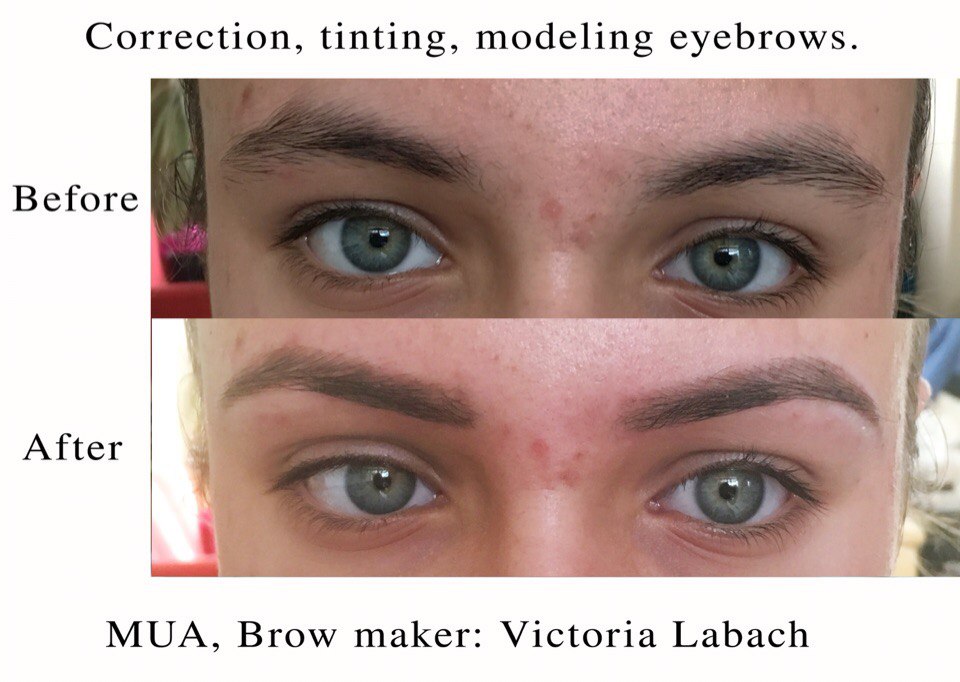 Correction, tinting, modeling eyebrows.
Before
After
MUA, Brow maker: Victoria Labach